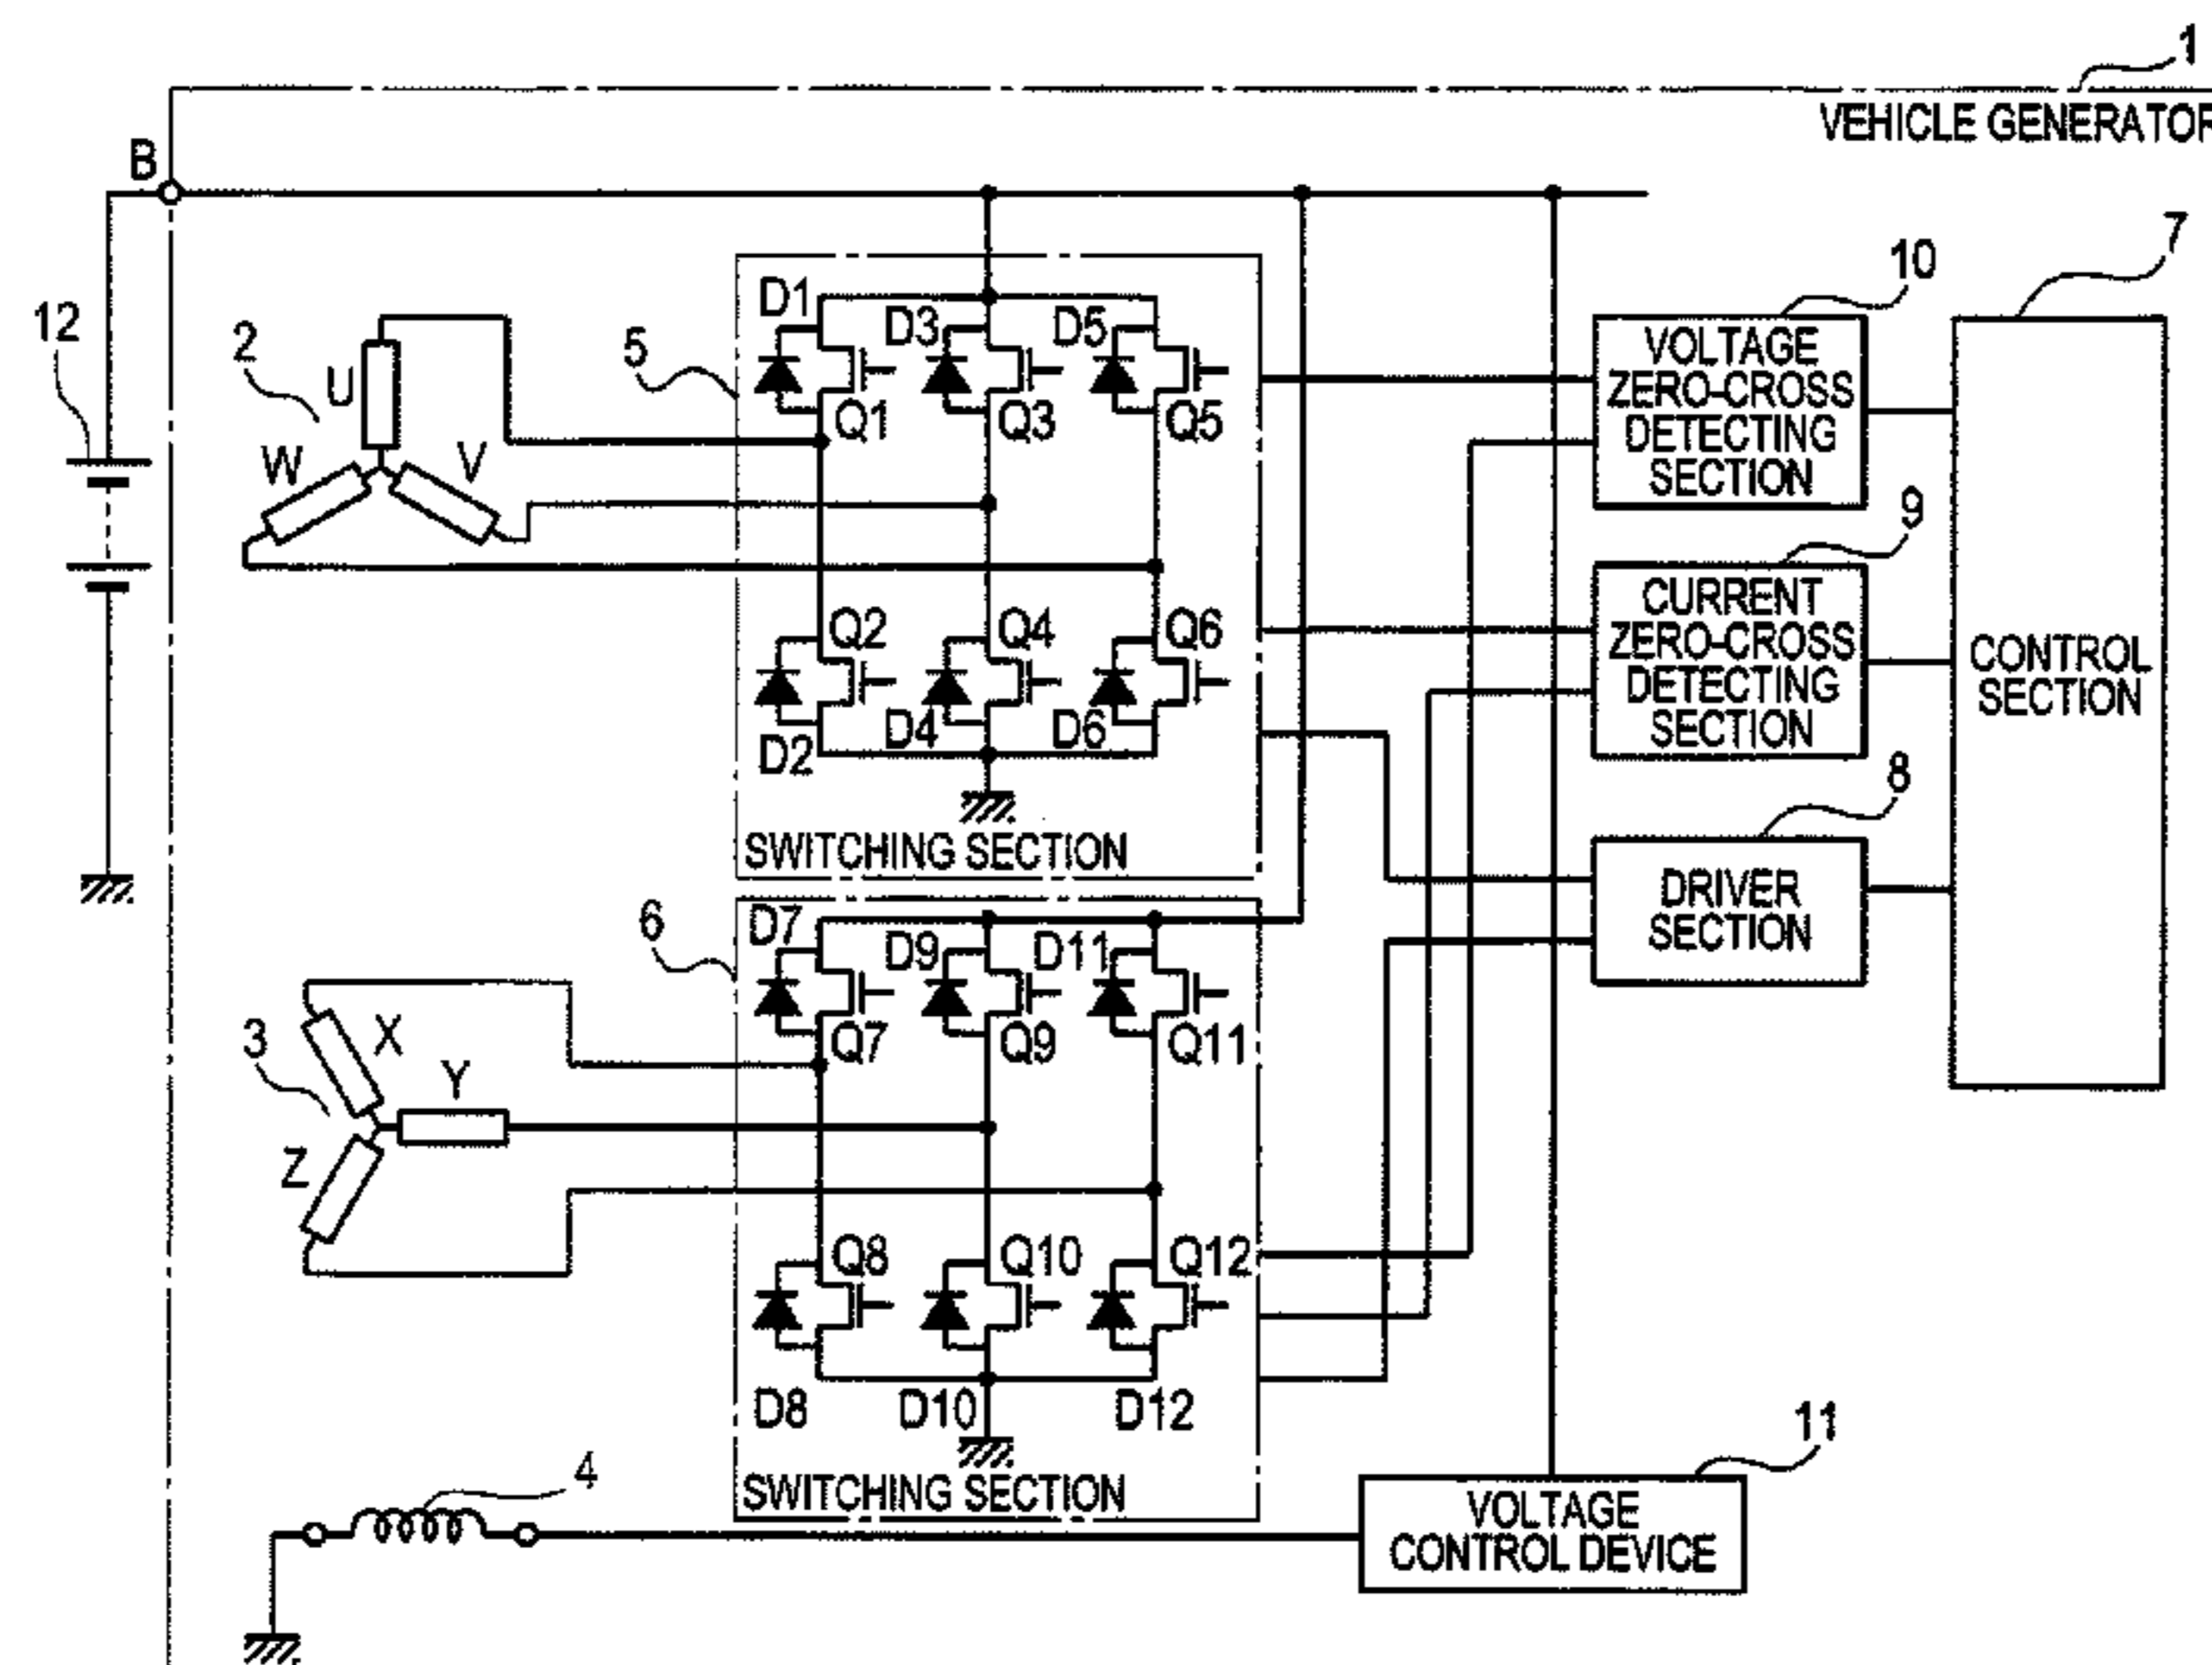 1
VEHICLE GENERATOR
B
7
10
12
2
U
W
V
5
D1
D3
D5
Q1
Q3
Q5
VOLTAGE
ZERO-CROSS
DETECTING
SECTION
9
CURRENT
ZERO-CROSS
DETECTING
SECTION
CONTROL
SECTION
Q2
Q4
Q6
D2
D4
D6
SWITCHING SECTION
8
DRIVER
SECTION
6
D7
D9
D11
Q7
Q9
Q11
3
X
Y
Z
Q8
Q10
Q12
D8
D10
D12
SWITCHING SECTION
4
11
VOLTAGE
CONTROL DEVICE